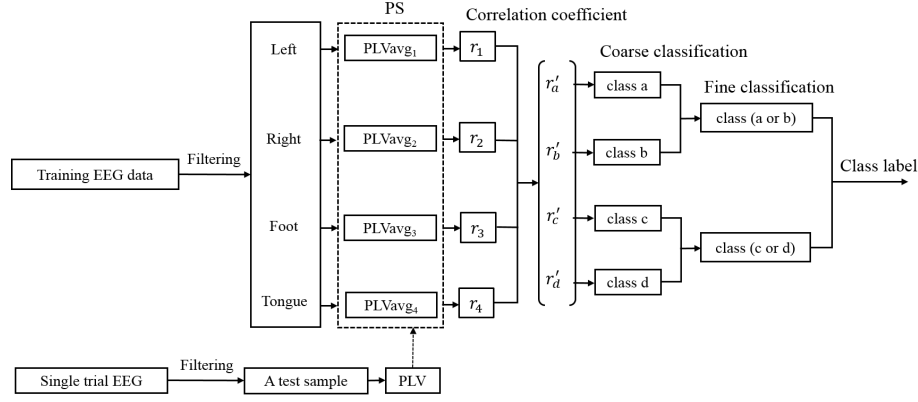 PS
Correlation coefficient
Left
PLVavg₁
r₁
Coarse classification
r′ₐ
class a
Fine classification
Right
PLVavg₂
r₂
r′b
class b
class (a or b)
Filtering
Training EEG data
Class label
Foot
PLVavg₃
r₃
r′c
class c
class (c or d)
Tongue
PLVavg₄
r₄
r′d
class d
Filtering
Single trial EEG
A test sample
PLV